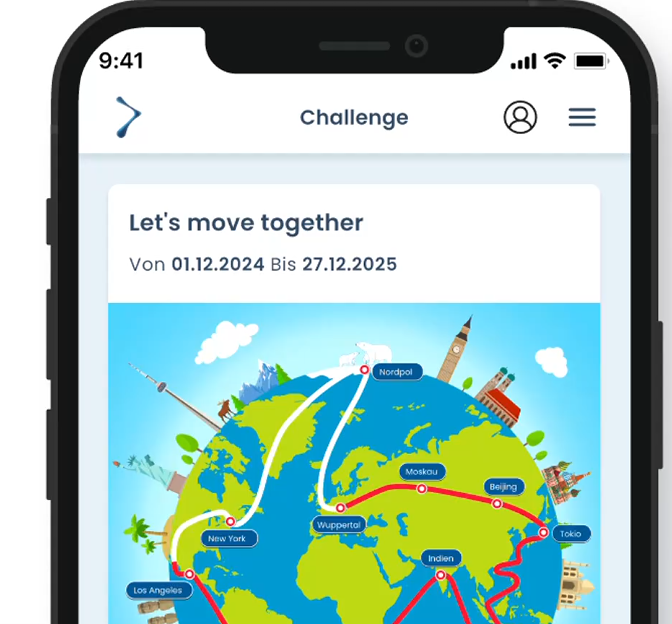 9:41
Challenge
Let's move together
Von 01.12.2024 Bis 27.12.2025
Nordpol
Moskau
Beijing
Wuppertal
Tokio
New York
Indien
Los Angeles